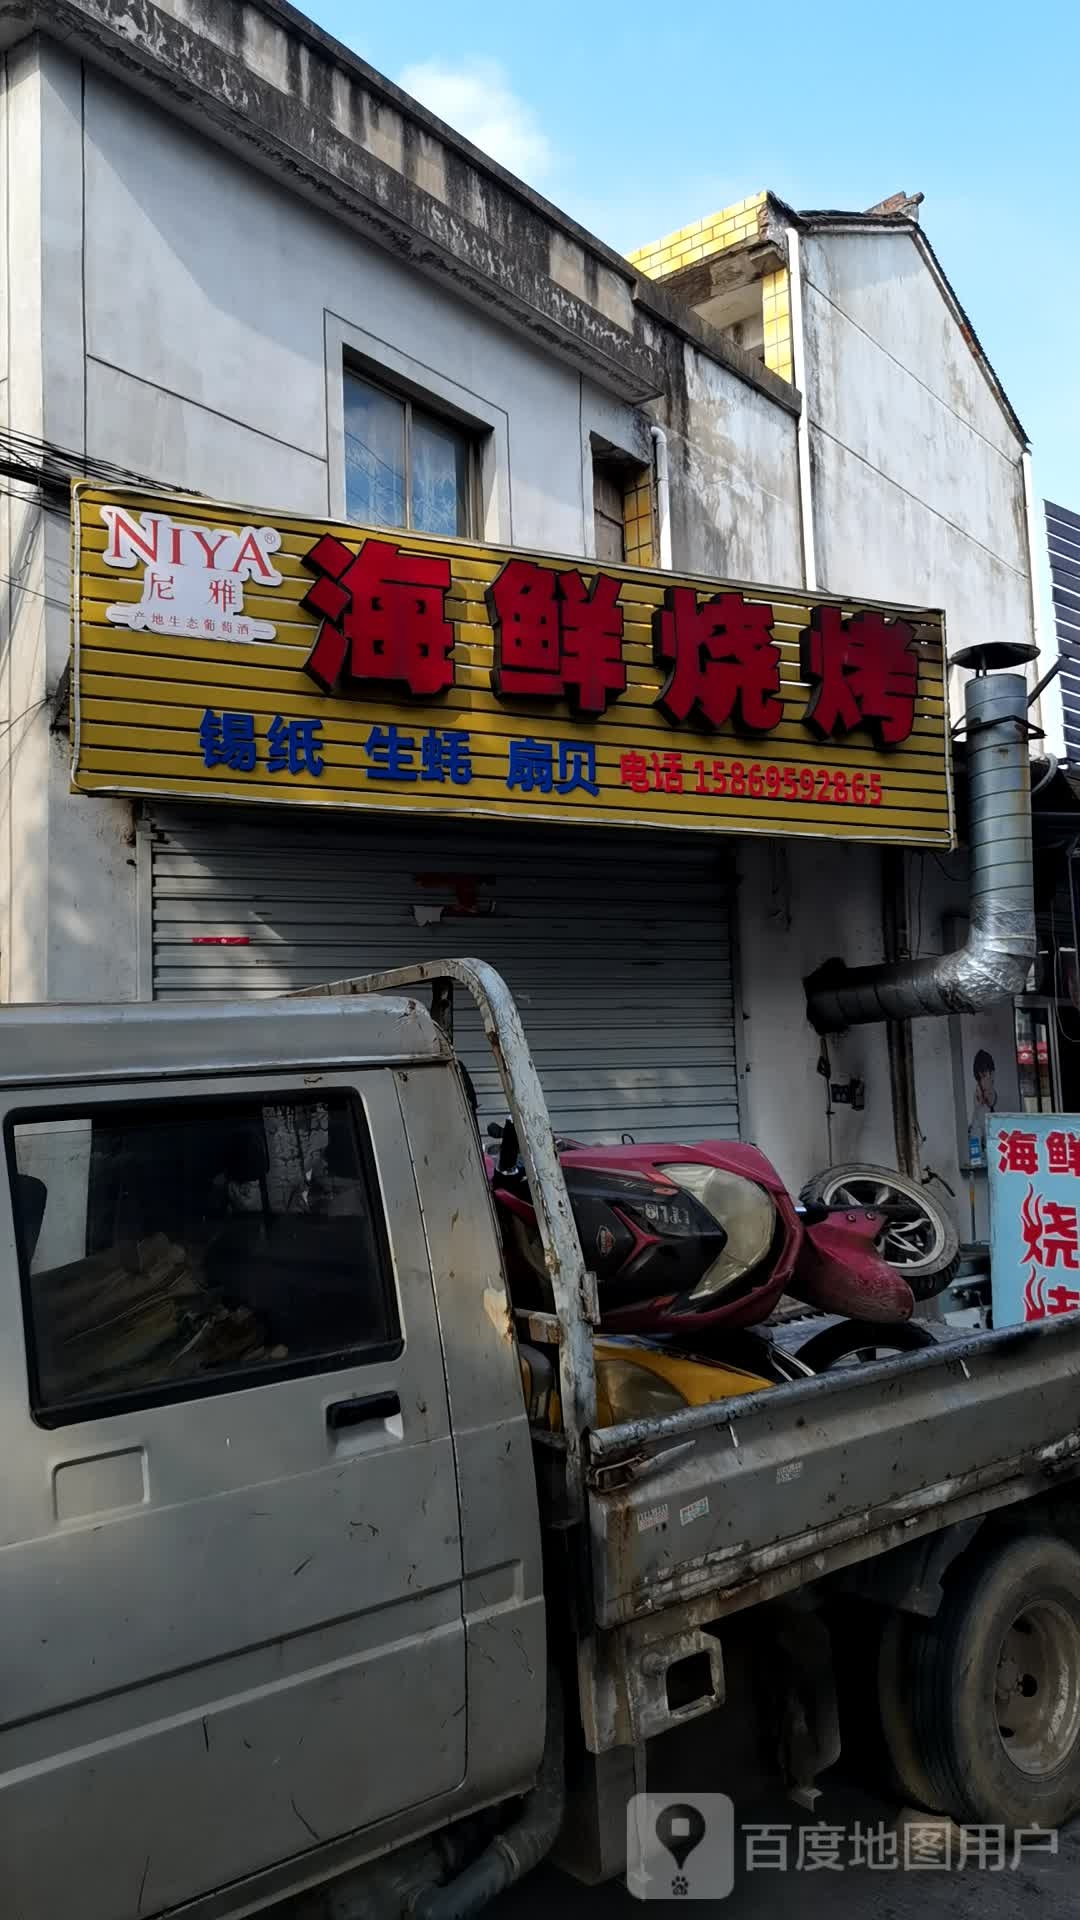 NIYA®
尼雅
产地生态葡萄酒
海鲜烧烤
锡纸 生蚝 扇贝 电话 15869592865
海鲜
烧
烤
百度地图用户